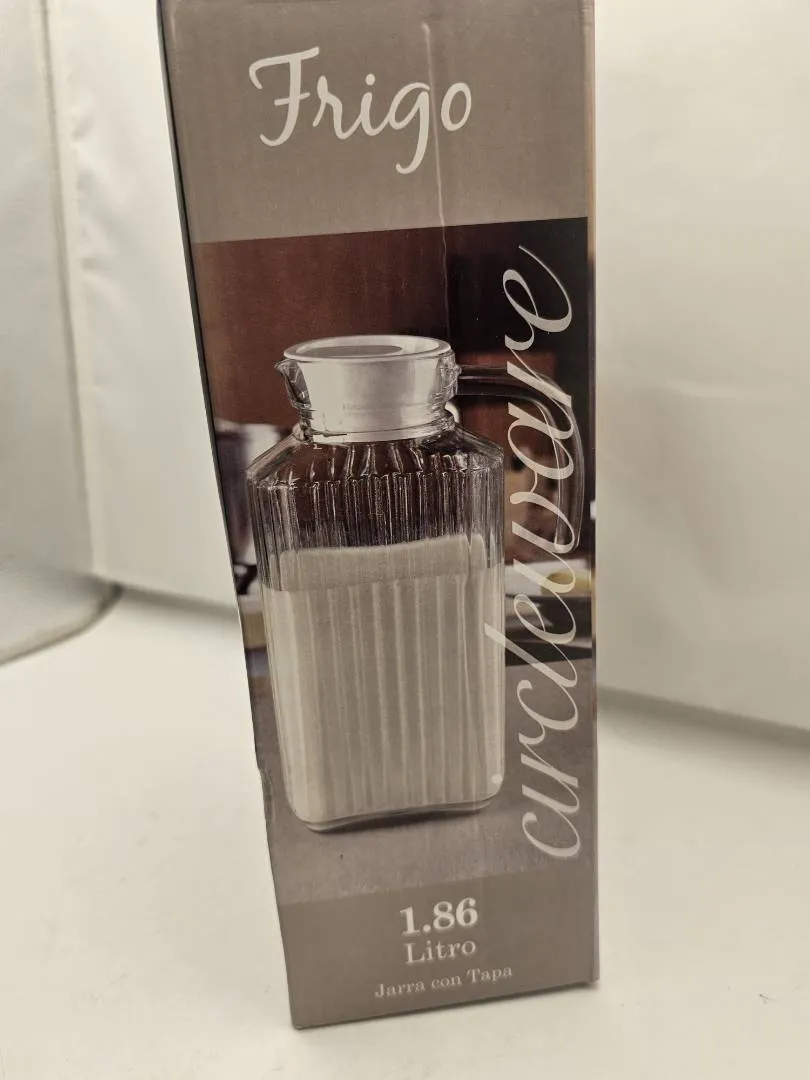 Frigo
circleware
1.86
Litro
Jarra con Tapa